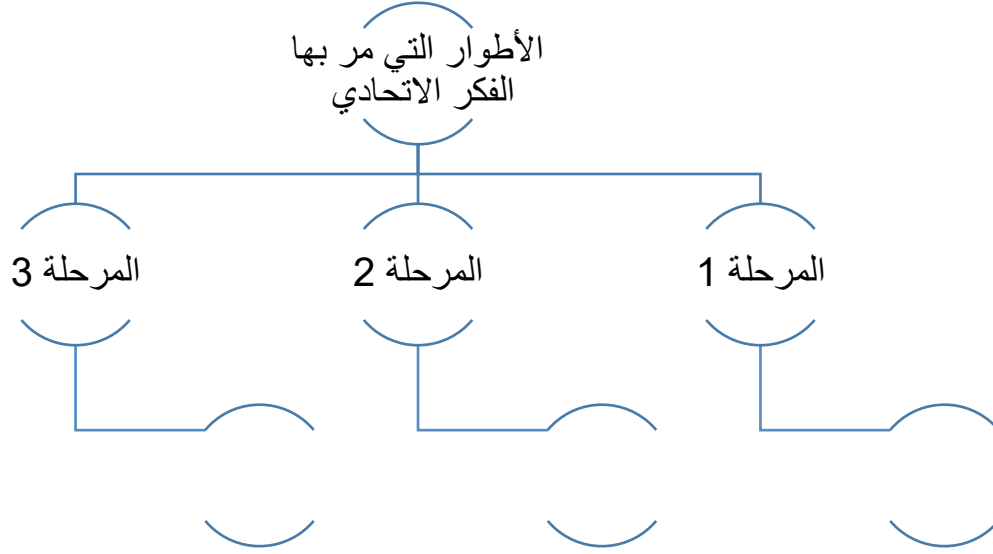 الأطوار التي مر بها
الفكر الاتحادي
المرحلة 1
المرحلة 2
المرحلة 3